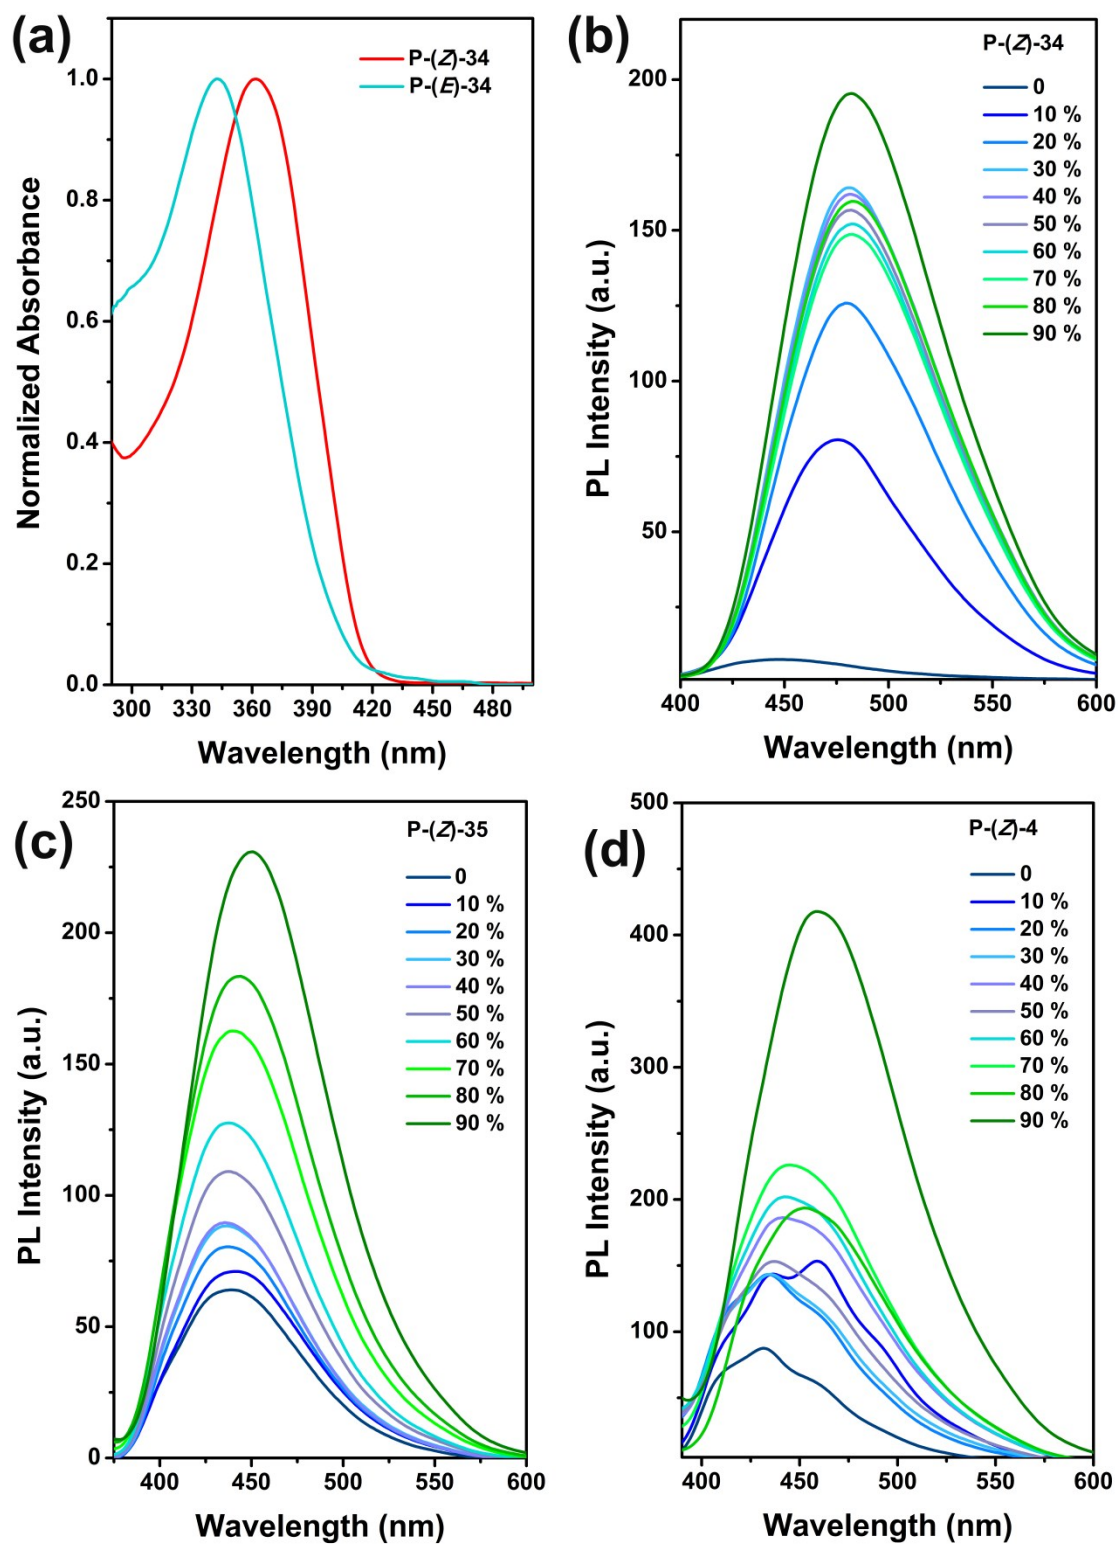 (a)
P-(Z)-34
P-(E)-34
1.0
0.8
0.6
0.4
0.2
0.0
Normalized Absorbance
300 330 360 390 420 450 480
Wavelength (nm)
(b)
P-(Z)-34
0
10 %
20 %
30 %
40 %
50 %
60 %
70 %
80 %
90 %
200
150
100
50
PL Intensity (a.u.)
400 450 500 550 600
Wavelength (nm)
(c)
P-(Z)-35
0
10 %
20 %
30 %
40 %
50 %
60 %
70 %
80 %
90 %
250
200
150
100
50
0
PL Intensity (a.u.)
400 450 500 550 600
Wavelength (nm)
(d)
P-(Z)-4
0
10 %
20 %
30 %
40 %
50 %
60 %
70 %
80 %
90 %
500
400
300
200
100
PL Intensity (a.u.)
400 450 500 550 600
Wavelength (nm)